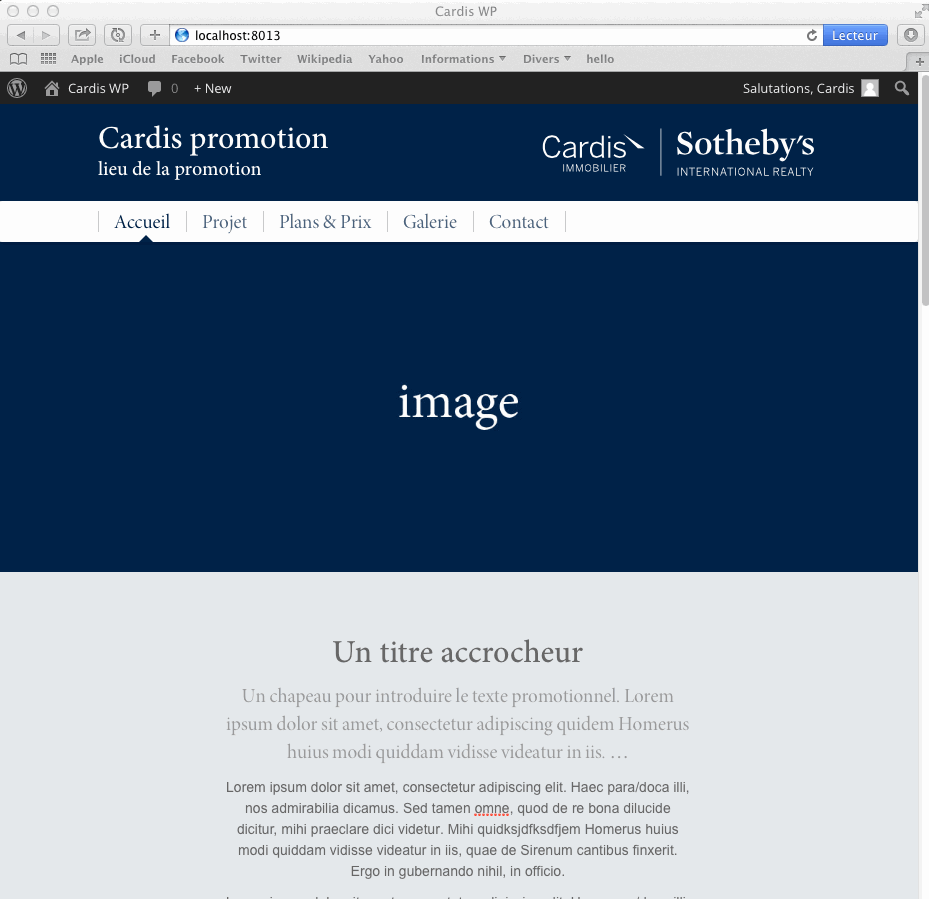 Cardis WP
localhost:8013
Lecteur
Apple iCloud Facebook Twitter Wikipedia Yahoo Informations Divers hello
Cardis WP 0 + New Salutations, Cardis
Cardis promotion
lieu de la promotion
Cardis
IMMOBILIER
Sotheby's
INTERNATIONAL REALTY
Accueil Projet Plans & Prix Galerie Contact
image
Un titre accrocheur
Un chapeau pour introduire le texte promotionnel. Lorem
ipsum dolor sit amet, consectetur adipiscing quidem Homerus
huius modi quiddam vidisse videatur in iis. …
Lorem ipsum dolor sit amet, consectetur adipiscing elit. Haec para/doca illi,
nos admirabilia dicamus. Sed tamen omne, quod de re bona dilucide
dicitur, mihi praeclare dici videtur. Mihi quidksjdfksdfjem Homerus huius
modi quiddam vidisse videatur in iis, quae de Sirenum cantibus finxerit.
Ergo in gubernando nihil, in officio.